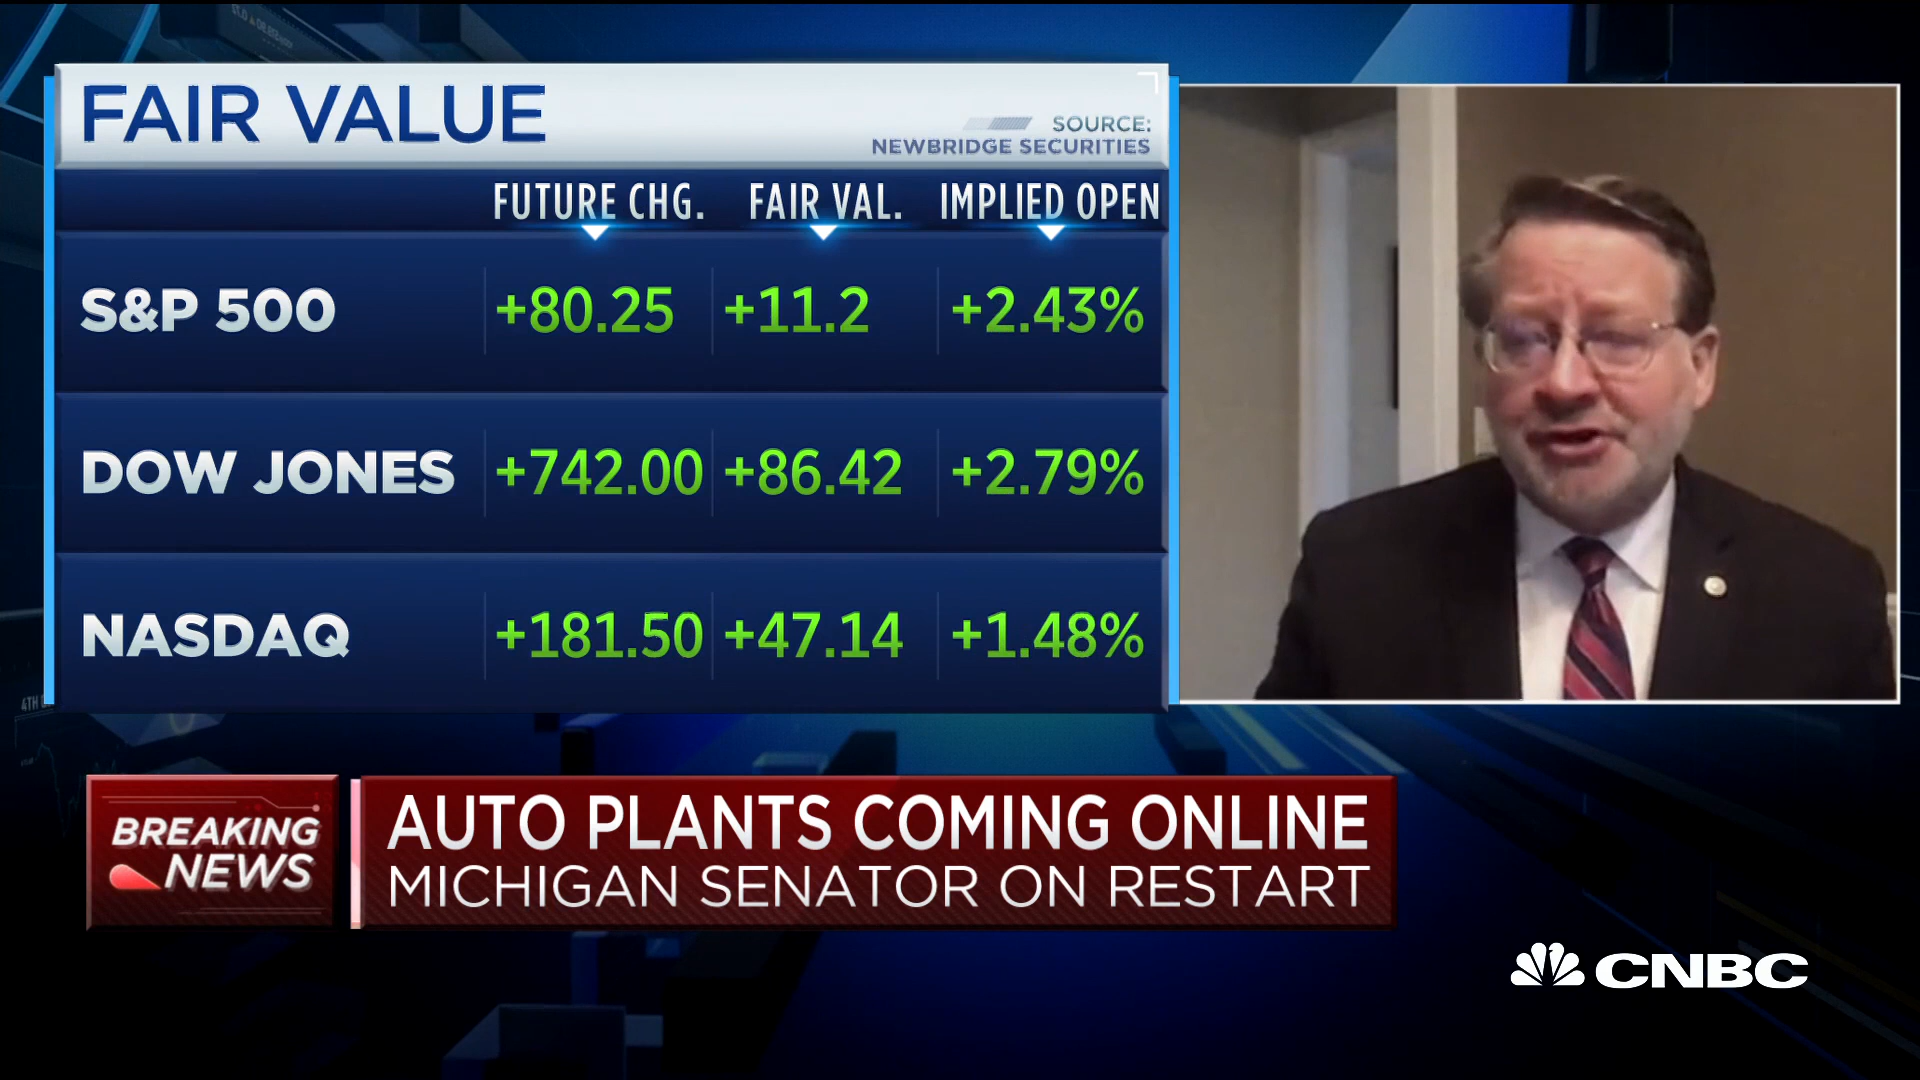 FAIR VALUE
SOURCE:
NEWBRIDGE SECURITIES
FUTURE CHG. FAIR VAL. IMPLIED OPEN
S&P 500 +80.25 +11.2 +2.43%
DOW JONES +742.00 +86.42 +2.79%
NASDAQ +181.50 +47.14 +1.48%
BREAKING
NEWS
AUTO PLANTS COMING ONLINE
MICHIGAN SENATOR ON RESTART
CNBC